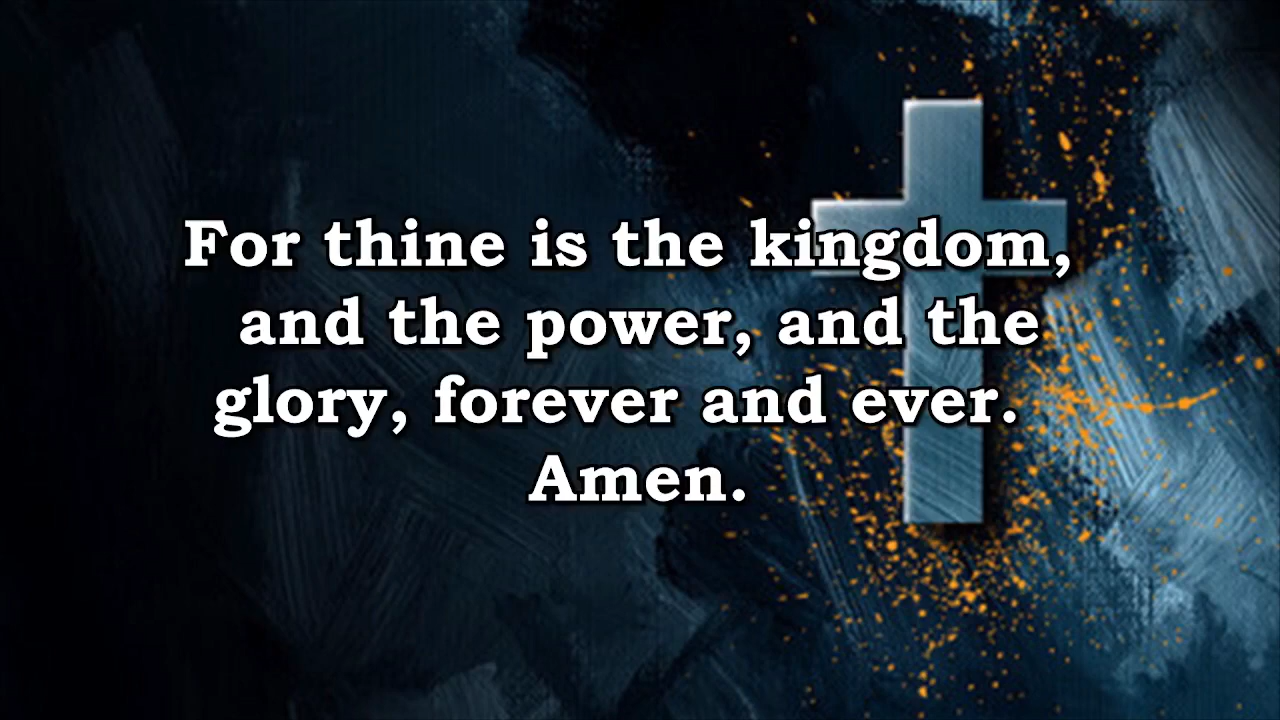 For thine is the kingdom,
and the power, and the
glory, forever and ever.
Amen.